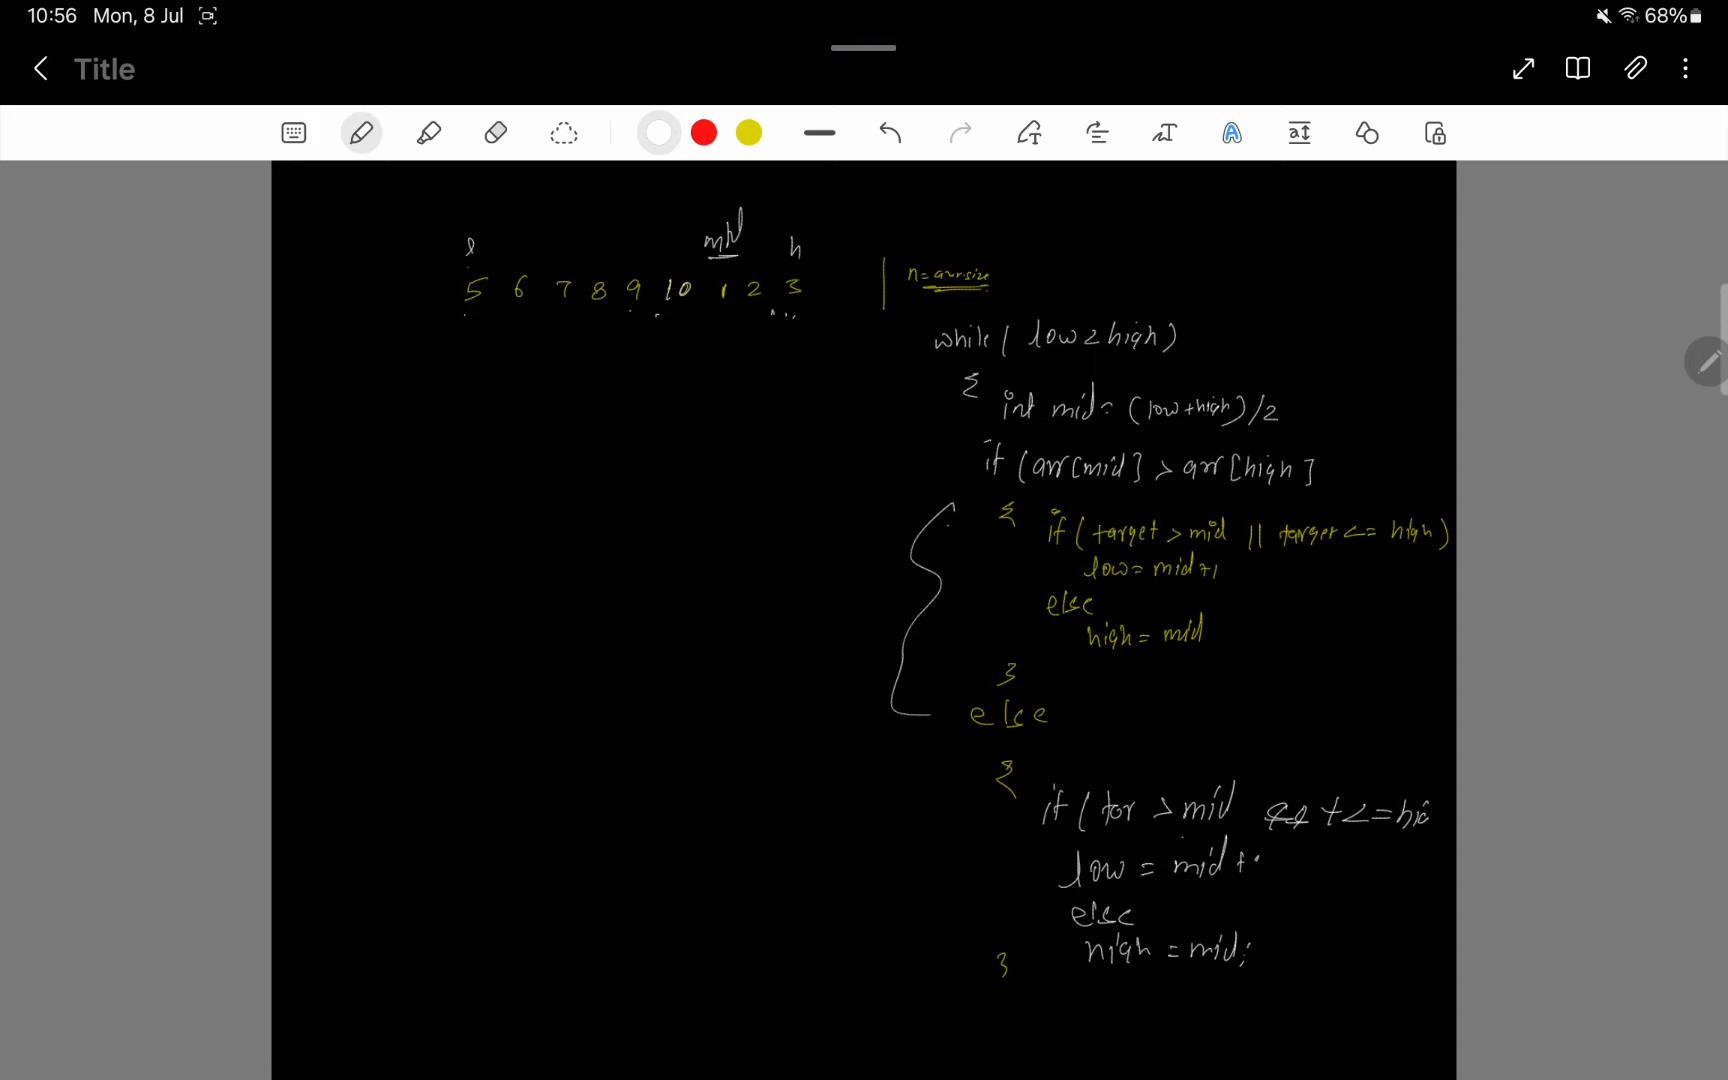 10:56 Mon, 8 Jul 68%
Title
mid
l h
5 6 7 8 9 10 1 2 3
n=arr.size
while( low<high)
{
int mid= (low+high)/2
if (arr[mid] > arr[high]
{ if(target > mid || target<= high)
low= mid+1
else
high= mid
}
else
{
if( tar > mid && t<=hi
low = mid+
else
high = mid;
}